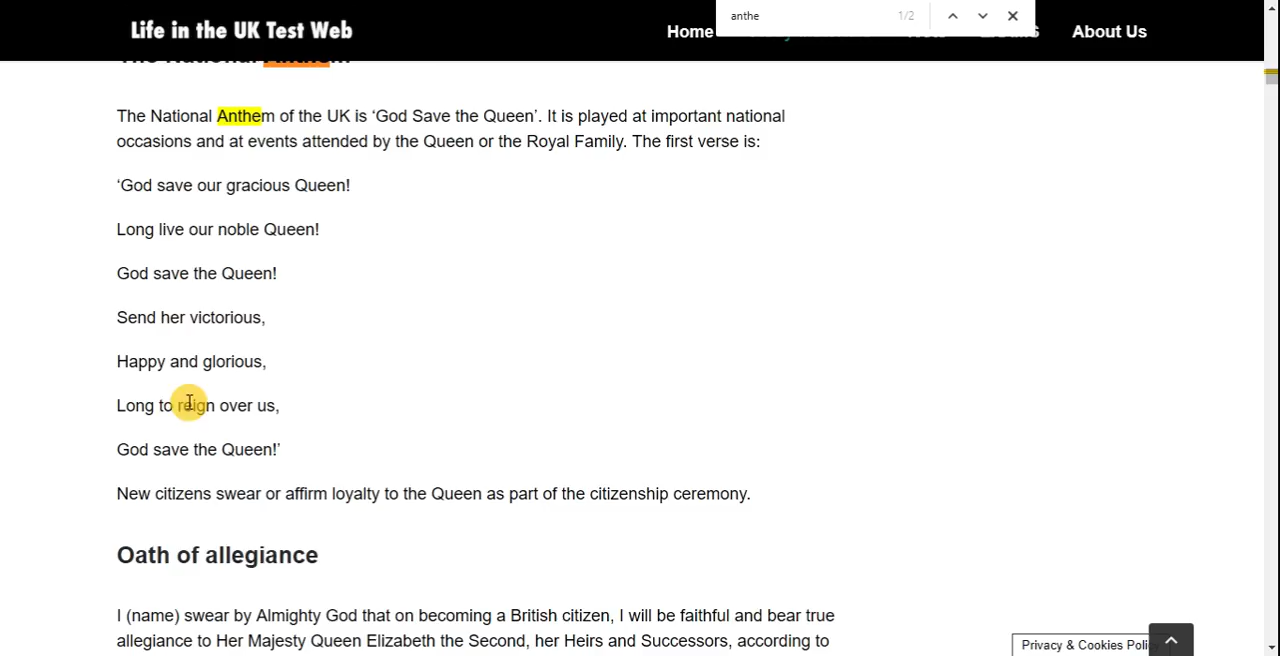 anthe 1/2
Life in the UK Test Web Home About Us
The National Anthem
The National Anthem of the UK is ‘God Save the Queen’. It is played at important national
occasions and at events attended by the Queen or the Royal Family. The first verse is:
‘God save our gracious Queen!
Long live our noble Queen!
God save the Queen!
Send her victorious,
Happy and glorious,
Long to reign over us,
God save the Queen!’
New citizens swear or affirm loyalty to the Queen as part of the citizenship ceremony.
Oath of allegiance
I (name) swear by Almighty God that on becoming a British citizen, I will be faithful and bear true
allegiance to Her Majesty Queen Elizabeth the Second, her Heirs and Successors, according to
Privacy & Cookies Policy